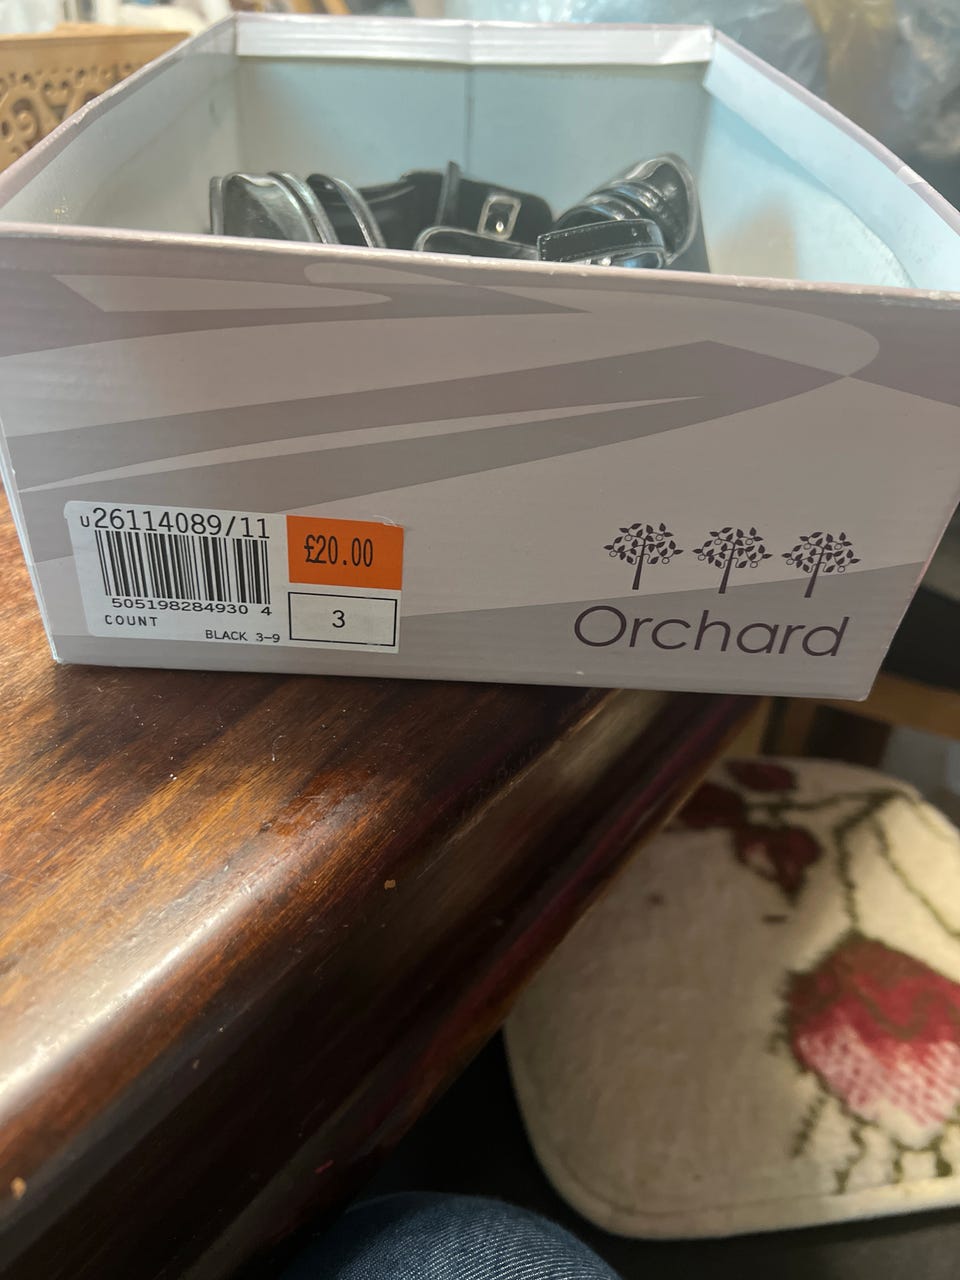 U26114089/11
505198284930 4
COUNT
BLACK 3-9
£20.00
3
Orchard